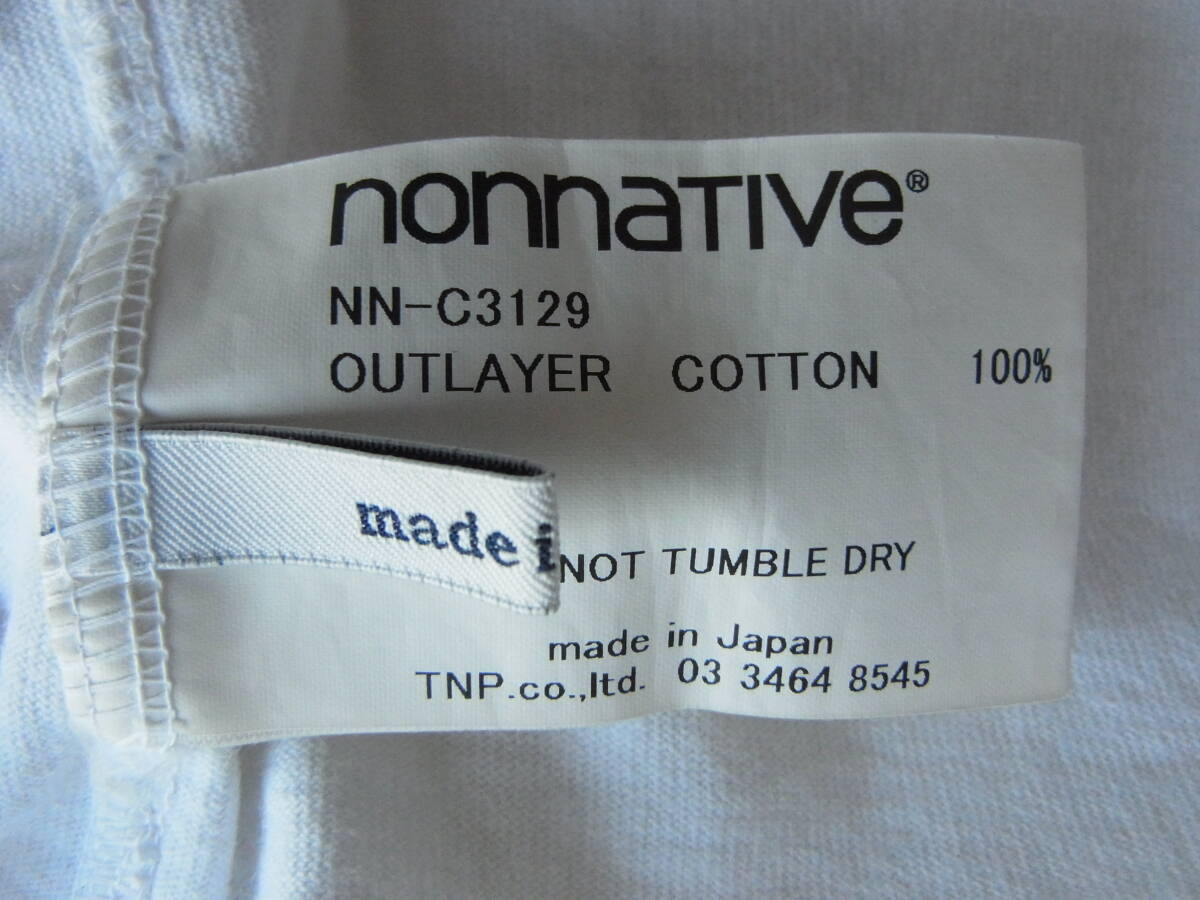 nonnative®
NN-C3129
OUTLAYER COTTON 100%
made
NOT TUMBLE DRY
made in Japan
TNP.co.,ltd. 03 3464 8545